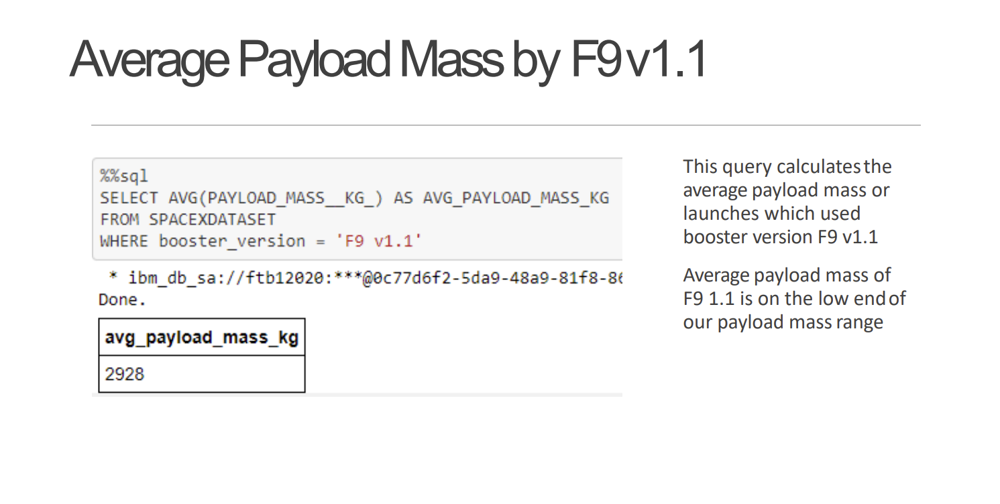 Average Payload Mass by F9 v1.1
%%sql
SELECT AVG(PAYLOAD_MASS__KG_) AS AVG_PAYLOAD_MASS_KG
FROM SPACEXDATASET
WHERE booster_version = 'F9 v1.1'
* ibm_db_sa://ftb12020:***@0c77d6f2-5da9-48a9-81f8-86
Done.
avg_payload_mass_kg
2928
This query calculates the
average payload mass or
launches which used
booster version F9 v1.1
Average payload mass of
F9 1.1 is on the low end of
our payload mass range